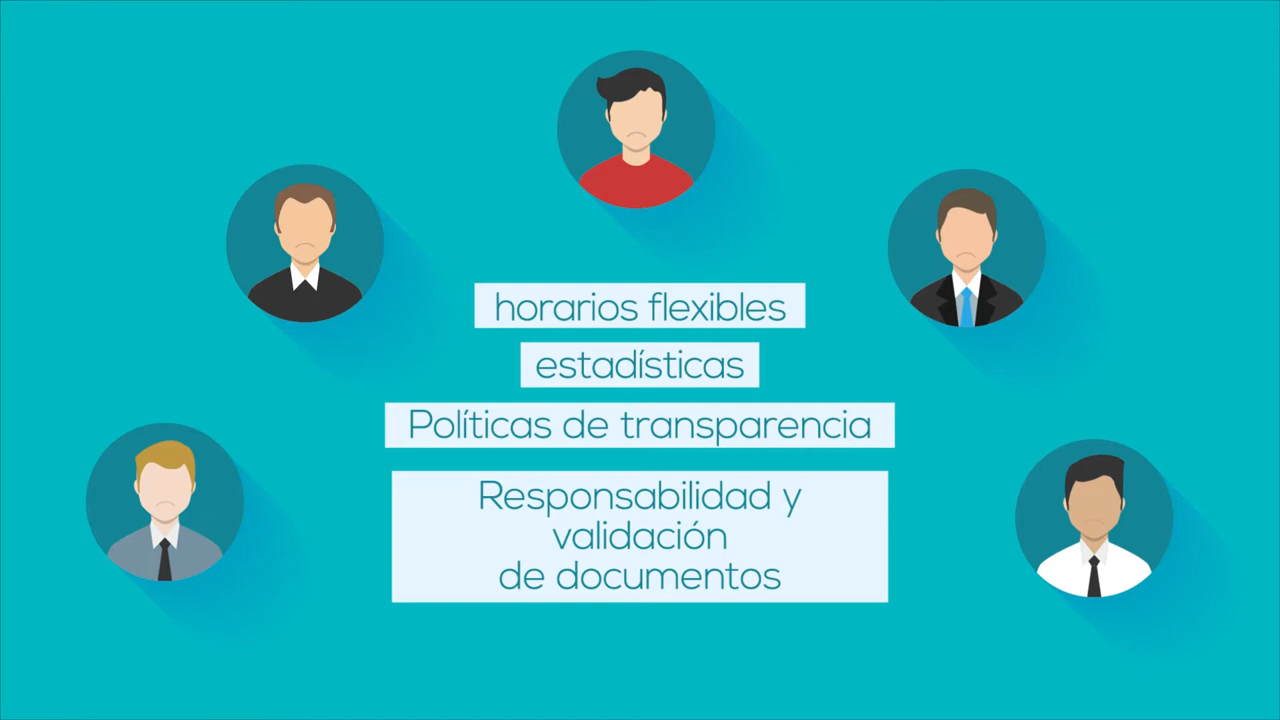 horarios flexibles
estadísticas
Políticas de transparencia
Responsabilidad y
validación
de documentos